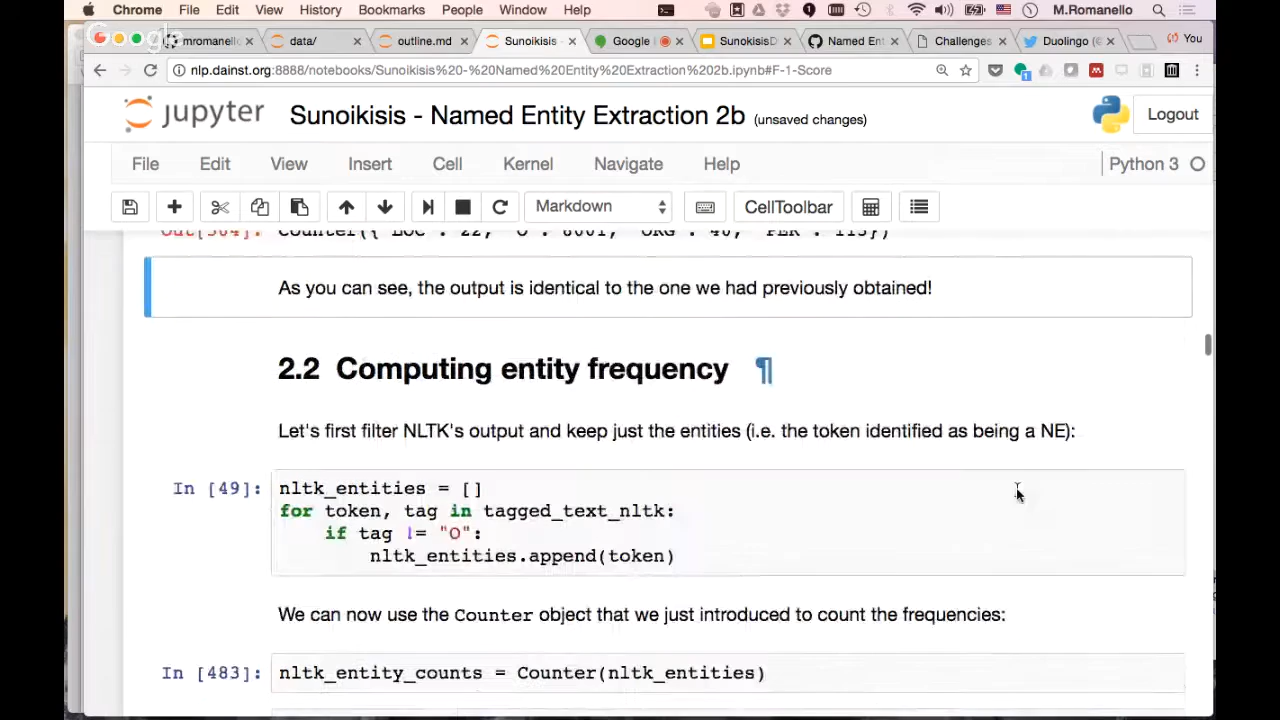 Chrome File Edit View History Bookmarks People Window Help M.Romanello
Google mromanello data/ outline.md Sunoikisis - Google SunoikisisD Named Ent Challenges Duolingo ( You
nlp.dainst.org:8888/notebooks/Sunoikisis%20-%20Named%20Entity%20Extraction%202b.ipynb#F-1-Score
jupyter Sunoikisis - Named Entity Extraction 2b (unsaved changes) Logout
File Edit View Insert Cell Kernel Navigate Help Python 3
Markdown CellToolbar
As you can see, the output is identical to the one we had previously obtained!
2.2 Computing entity frequency ¶
Let's first filter NLTK's output and keep just the entities (i.e. the token identified as being a NE):
In [49]: nltk_entities = []
for token, tag in tagged_text_nltk:
if tag != "O":
nltk_entities.append(token)
We can now use the Counter object that we just introduced to count the frequencies:
In [483]: nltk_entity_counts = Counter(nltk_entities)